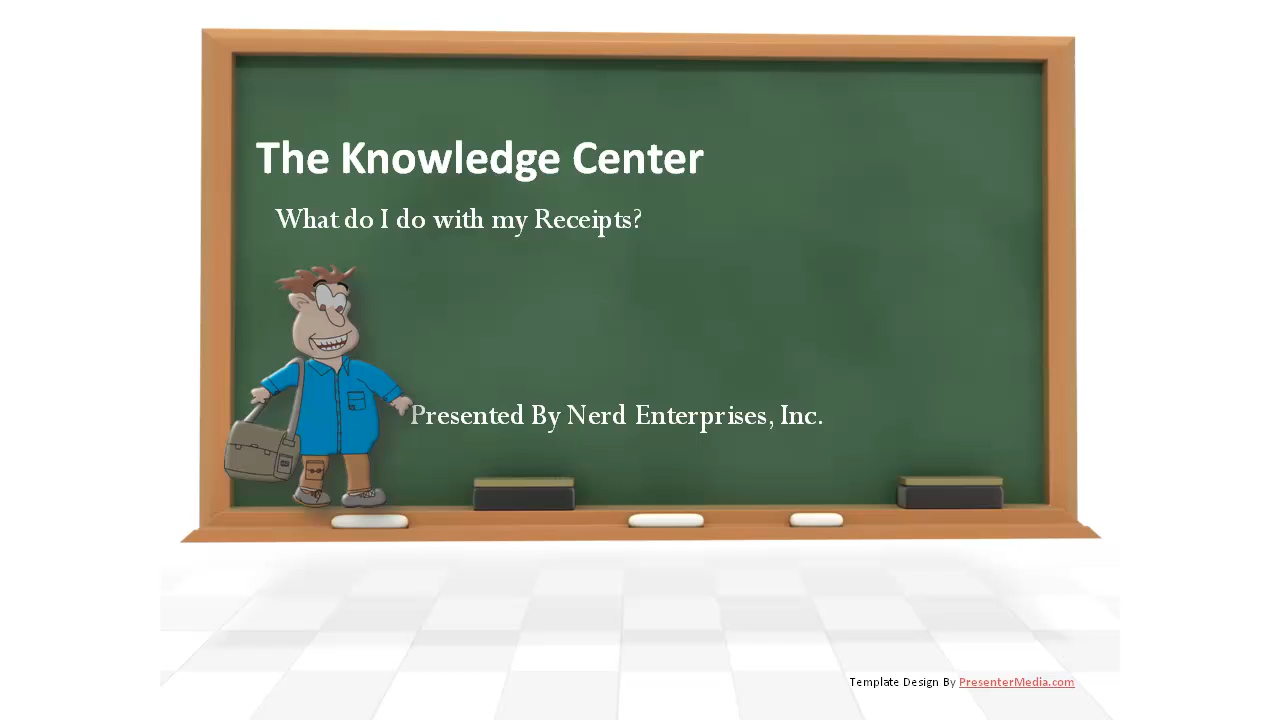 The Knowledge Center
What do I do with my Receipts?
Presented By Nerd Enterprises, Inc.
Template Design By PresenterMedia.com